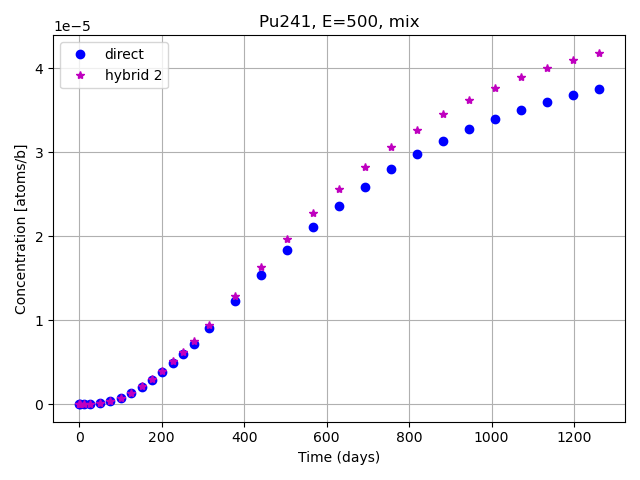 Pu241, E=500, mix
1e−5
direct
hybrid 2
Concentration [atoms/b]
4
3
2
1
0
0 200 400 600 800 1000 1200
Time (days)